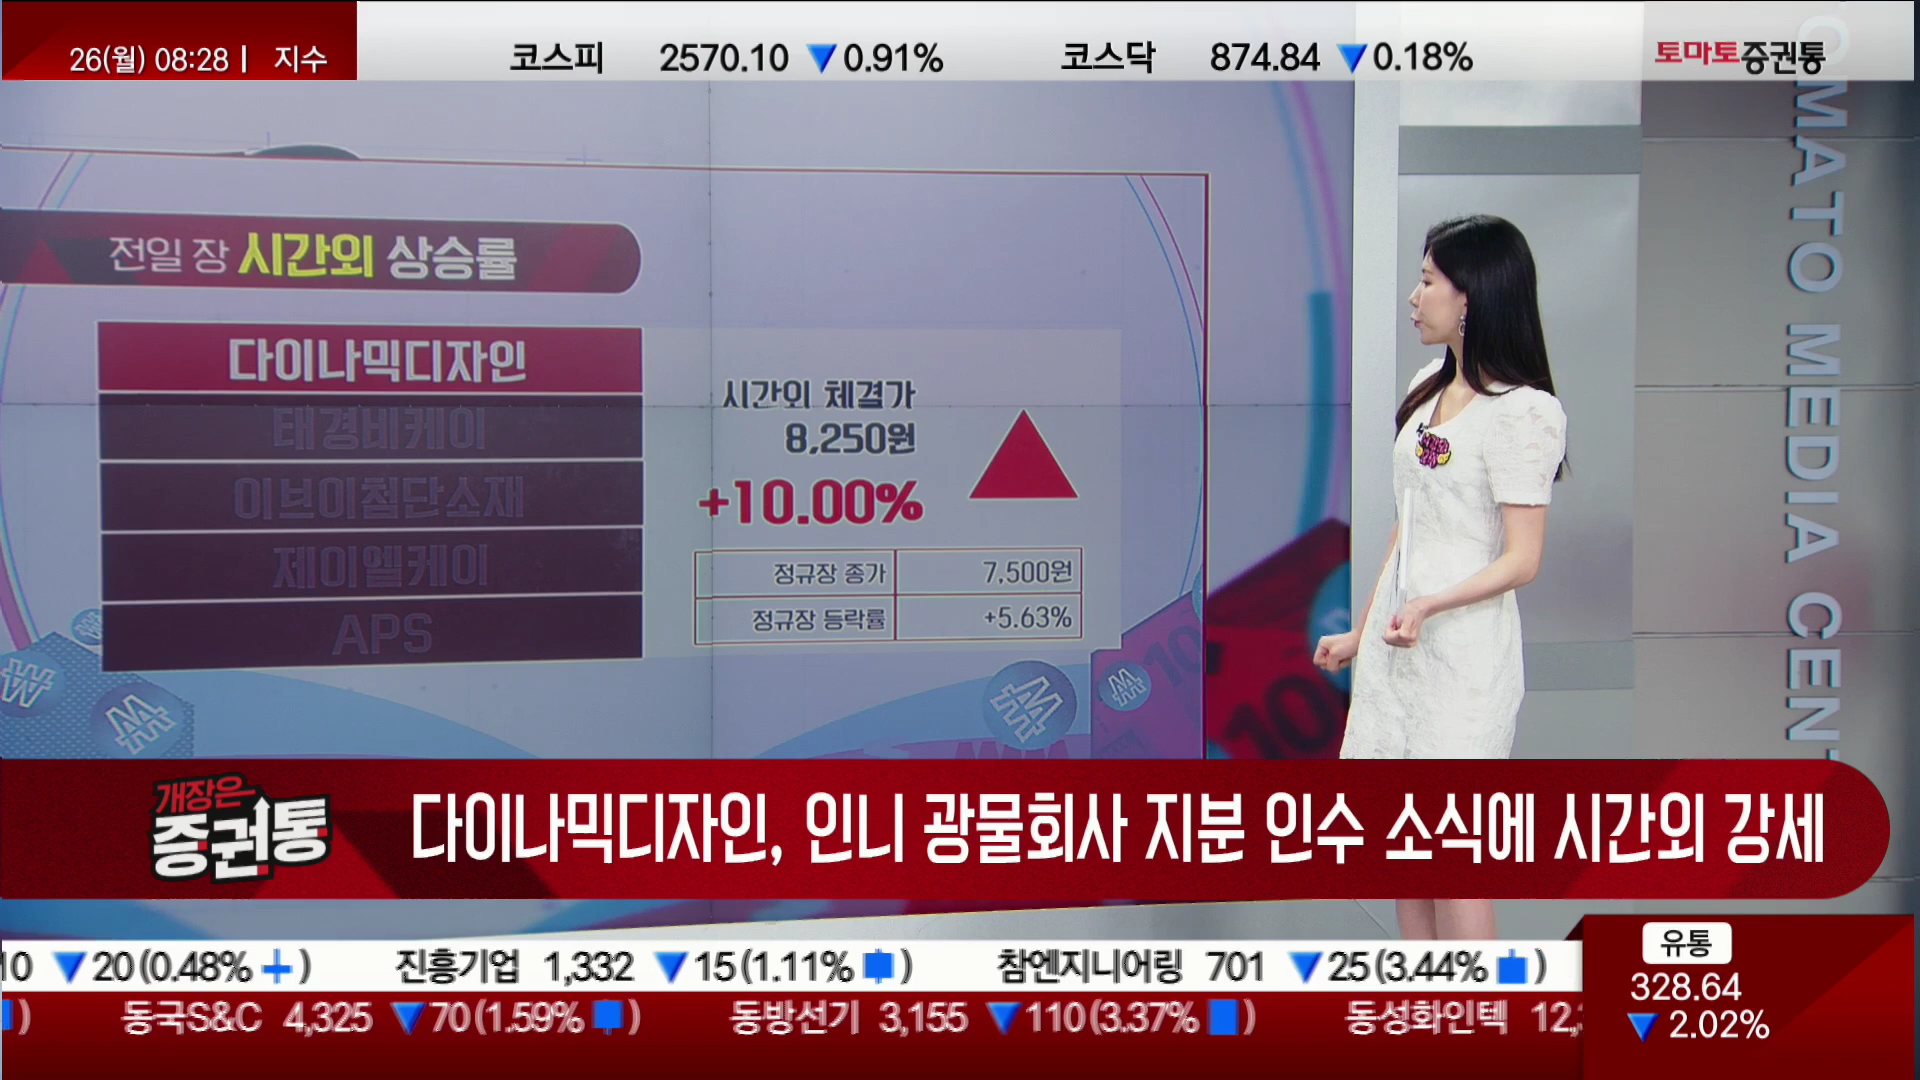 26(월) 08:28 | 지수 코스피 2570.10 ▼0.91% 코스닥 874.84 ▼0.18%
토마토증권통
TOMATO MEDIA CENT
전일 장 시간외 상승률
다이나믹디자인
태경비케이
이브이첨단소재
제이엘케이
APS
시간외 체결가
8,250원
+10.00%
정규장 종가 7,500원
정규장 등락률 +5.63%
개장은
증권통
다이나믹디자인, 인니 광물회사 지분 인수 소식에 시간외 강세
10 ▼20(0.48% ) 진흥기업 1,332 ▼15(1.11% ) 참엔지니어링 701 ▼25(3.44% )
) 동국S&C 4,325 ▼70(1.59% ) 동방선기 3,155 ▼110(3.37% ) 동성화인텍 12,
유통
328.64
▼2.02%